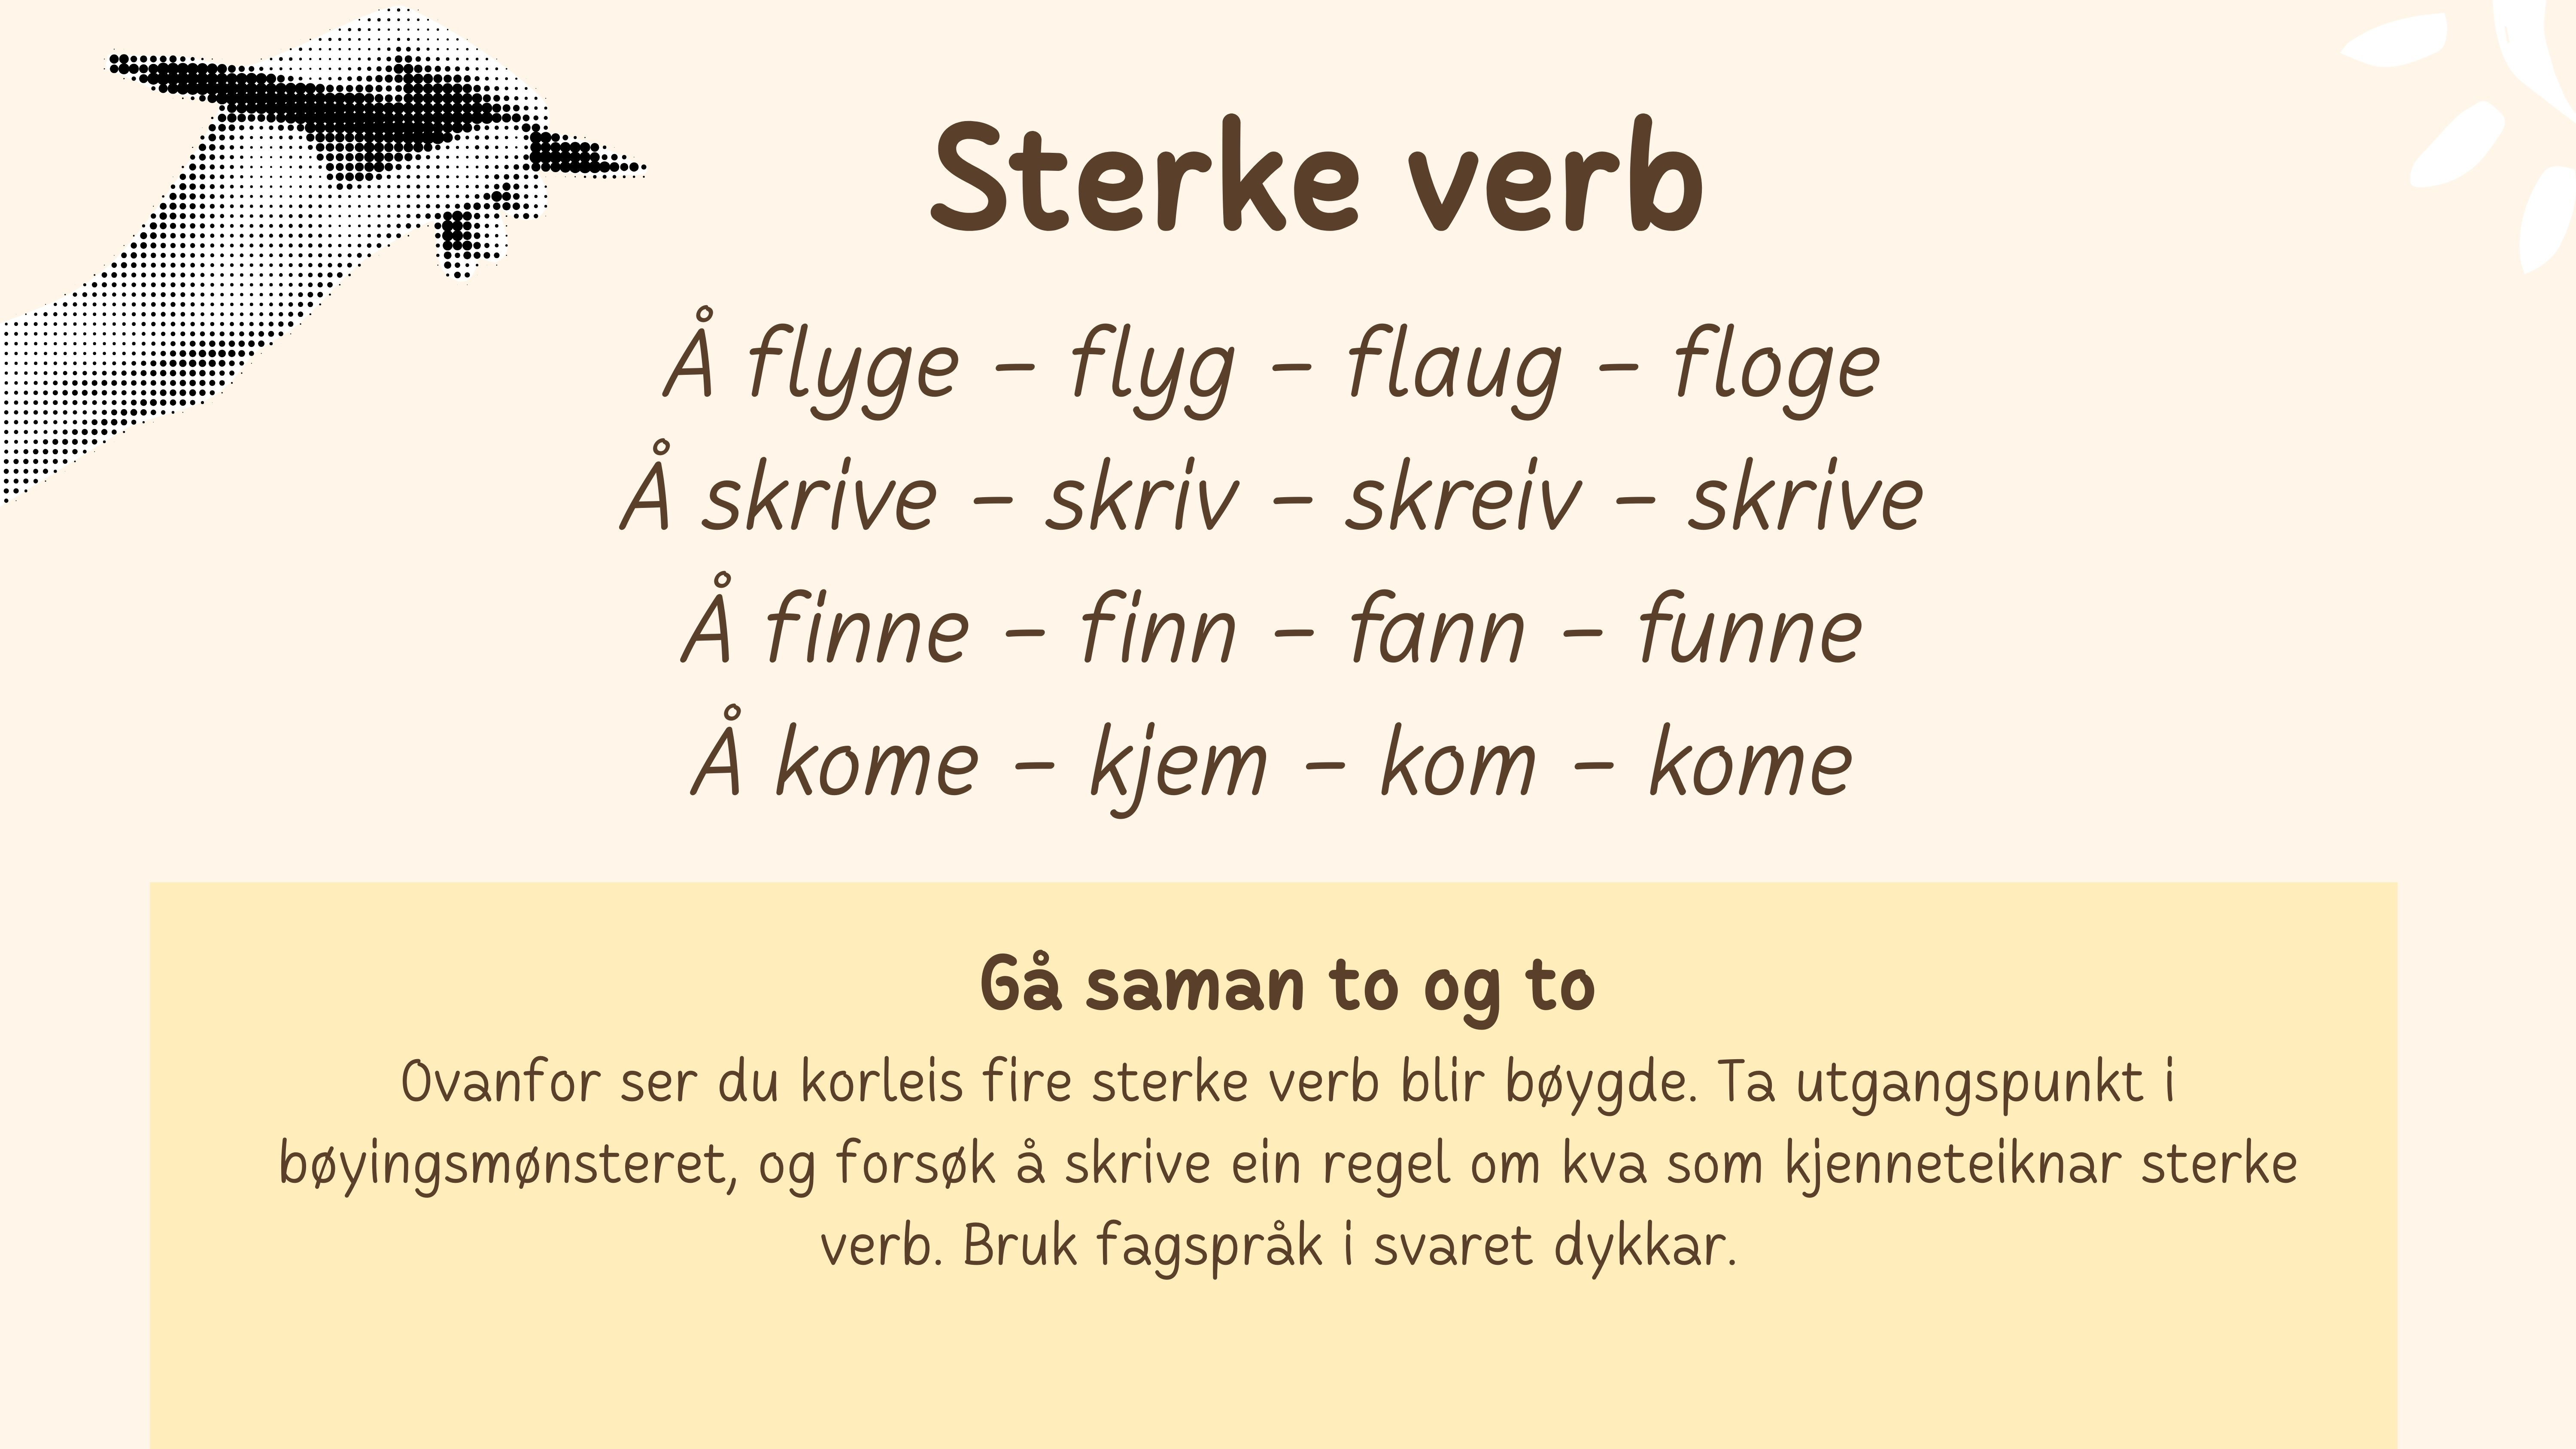 Sterke verb
Å flyge – flyg – flaug – floge
Å skrive – skriv – skreiv – skrive
Å finne – finn – fann – funne
Å kome – kjem – kom – kome
Gå saman to og to
Ovanfor ser du korleis fire sterke verb blir bøygde. Ta utgangspunkt i
bøyingsmønsteret, og forsøk å skrive ein regel om kva som kjenneteiknar sterke
verb. Bruk fagspråk i svaret dykkar.